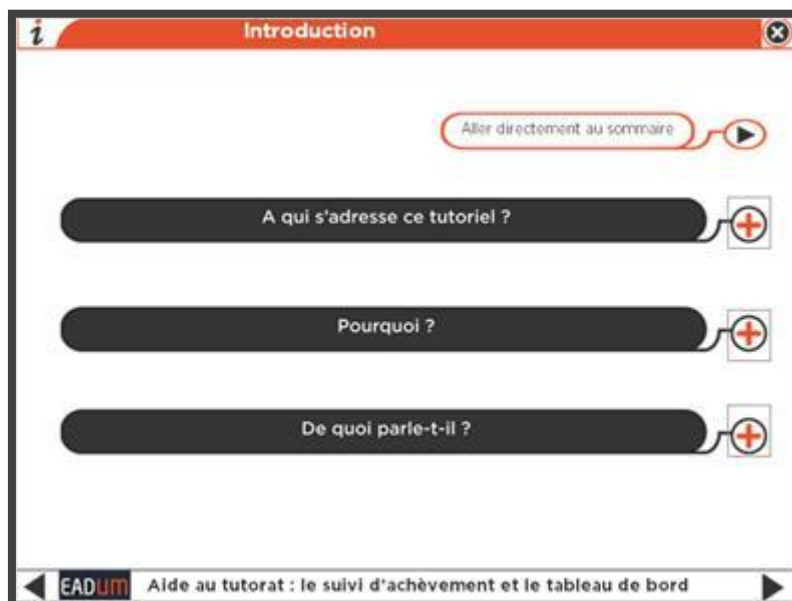 i Introduction
Aller directement au sommaire
A qui s'adresse ce tutoriel ?
Pourquoi ?
De quoi parle-t-il ?
EADUM Aide au tutorat : le suivi d'achèvement et le tableau de bord